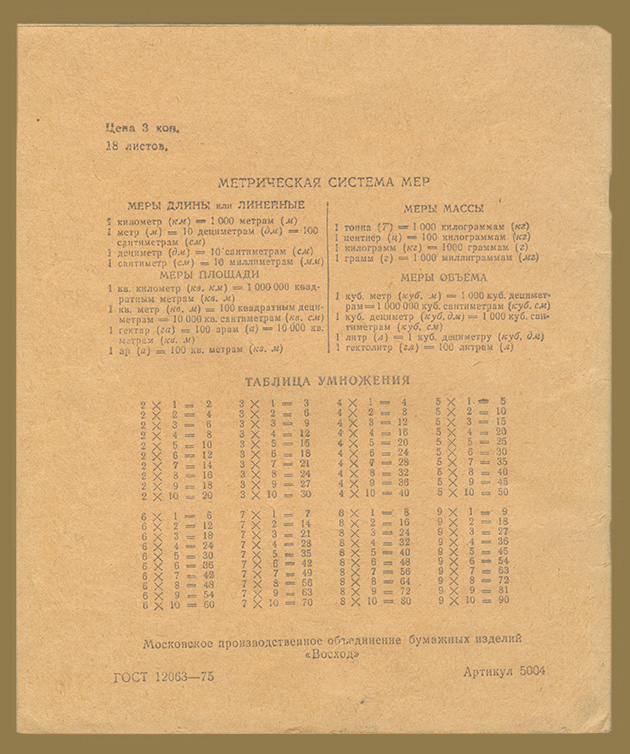 Цена 3 коп.
18 листов.
МЕТРИЧЕСКАЯ СИСТЕМА МЕР
МЕРЫ ДЛИНЫ или ЛИНЕЙНЫЕ
1 километр (км) = 1 000 метрам (м)
1 метр (м) = 10 дециметрам (дм) = 100
сантиметрам (см)
1 дециметр (дм) = 10 сантиметрам (см)
1 сантиметр (см) = 10 миллиметрам (мм)
МЕРЫ ПЛОЩАДИ
1 кв. километр (кв. км) = 1 000 000 квад-
ратным метрам (кв. м)
1 кв. метр (кв. м) = 100 квадратным деци-
метрам = 10 000 кв. сантиметрам (кв. см)
1 гектар (га) = 100 арам (а) = 10 000 кв.
метрам (кв. м)
1 ар (а) = 100 кв. метрам (кв. м)
МЕРЫ МАССЫ
1 тонна (Т) = 1 000 килограммам (кг)
1 центнер (ц) = 100 килограммам (кг)
1 килограмм (кг) = 1000 граммам (г)
1 грамм (г) = 1 000 миллиграммам (мг)
МЕРЫ ОБЪЕМА
1 куб. метр (куб. м) = 1 000 куб. децимет-
рам = 1 000 000 куб. сантиметрам (куб. см)
1 куб. дециметр (куб. дм) = 1 000 куб. сан-
тиметрам (куб. см)
1 литр (л) = 1 куб. дециметру (куб. дм)
1 гектолитр (гл) = 100 литрам (л)
ТАБЛИЦА УМНОЖЕНИЯ
2 × 1 = 2 3 × 1 = 3 4 × 1 = 4 5 × 1 = 5
2 × 2 = 4 3 × 2 = 6 4 × 2 = 8 5 × 2 = 10
2 × 3 = 6 3 × 3 = 9 4 × 3 = 12 5 × 3 = 15
2 × 4 = 8 3 × 4 = 12 4 × 4 = 16 5 × 4 = 20
2 × 5 = 10 3 × 5 = 15 4 × 5 = 20 5 × 5 = 25
2 × 6 = 12 3 × 6 = 18 4 × 6 = 24 5 × 6 = 30
2 × 7 = 14 3 × 7 = 21 4 × 7 = 28 5 × 7 = 35
2 × 8 = 16 3 × 8 = 24 4 × 8 = 32 5 × 8 = 40
2 × 9 = 18 3 × 9 = 27 4 × 9 = 36 5 × 9 = 45
2 × 10 = 20 3 × 10 = 30 4 × 10 = 40 5 × 10 = 50
6 × 1 = 6 7 × 1 = 7 8 × 1 = 8 9 × 1 = 9
6 × 2 = 12 7 × 2 = 14 8 × 2 = 16 9 × 2 = 18
6 × 3 = 18 7 × 3 = 21 8 × 3 = 24 9 × 3 = 27
6 × 4 = 24 7 × 4 = 28 8 × 4 = 32 9 × 4 = 36
6 × 5 = 30 7 × 5 = 35 8 × 5 = 40 9 × 5 = 45
6 × 6 = 36 7 × 6 = 42 8 × 6 = 48 9 × 6 = 54
6 × 7 = 42 7 × 7 = 49 8 × 7 = 56 9 × 7 = 63
6 × 8 = 48 7 × 8 = 56 8 × 8 = 64 9 × 8 = 72
6 × 9 = 54 7 × 9 = 63 8 × 9 = 72 9 × 9 = 81
6 × 10 = 60 7 × 10 = 70 8 × 10 = 80 9 × 10 = 90
Московское производственное объединение бумажных изделий
«Восход»
ГОСТ 12063—75
Артикул 5004